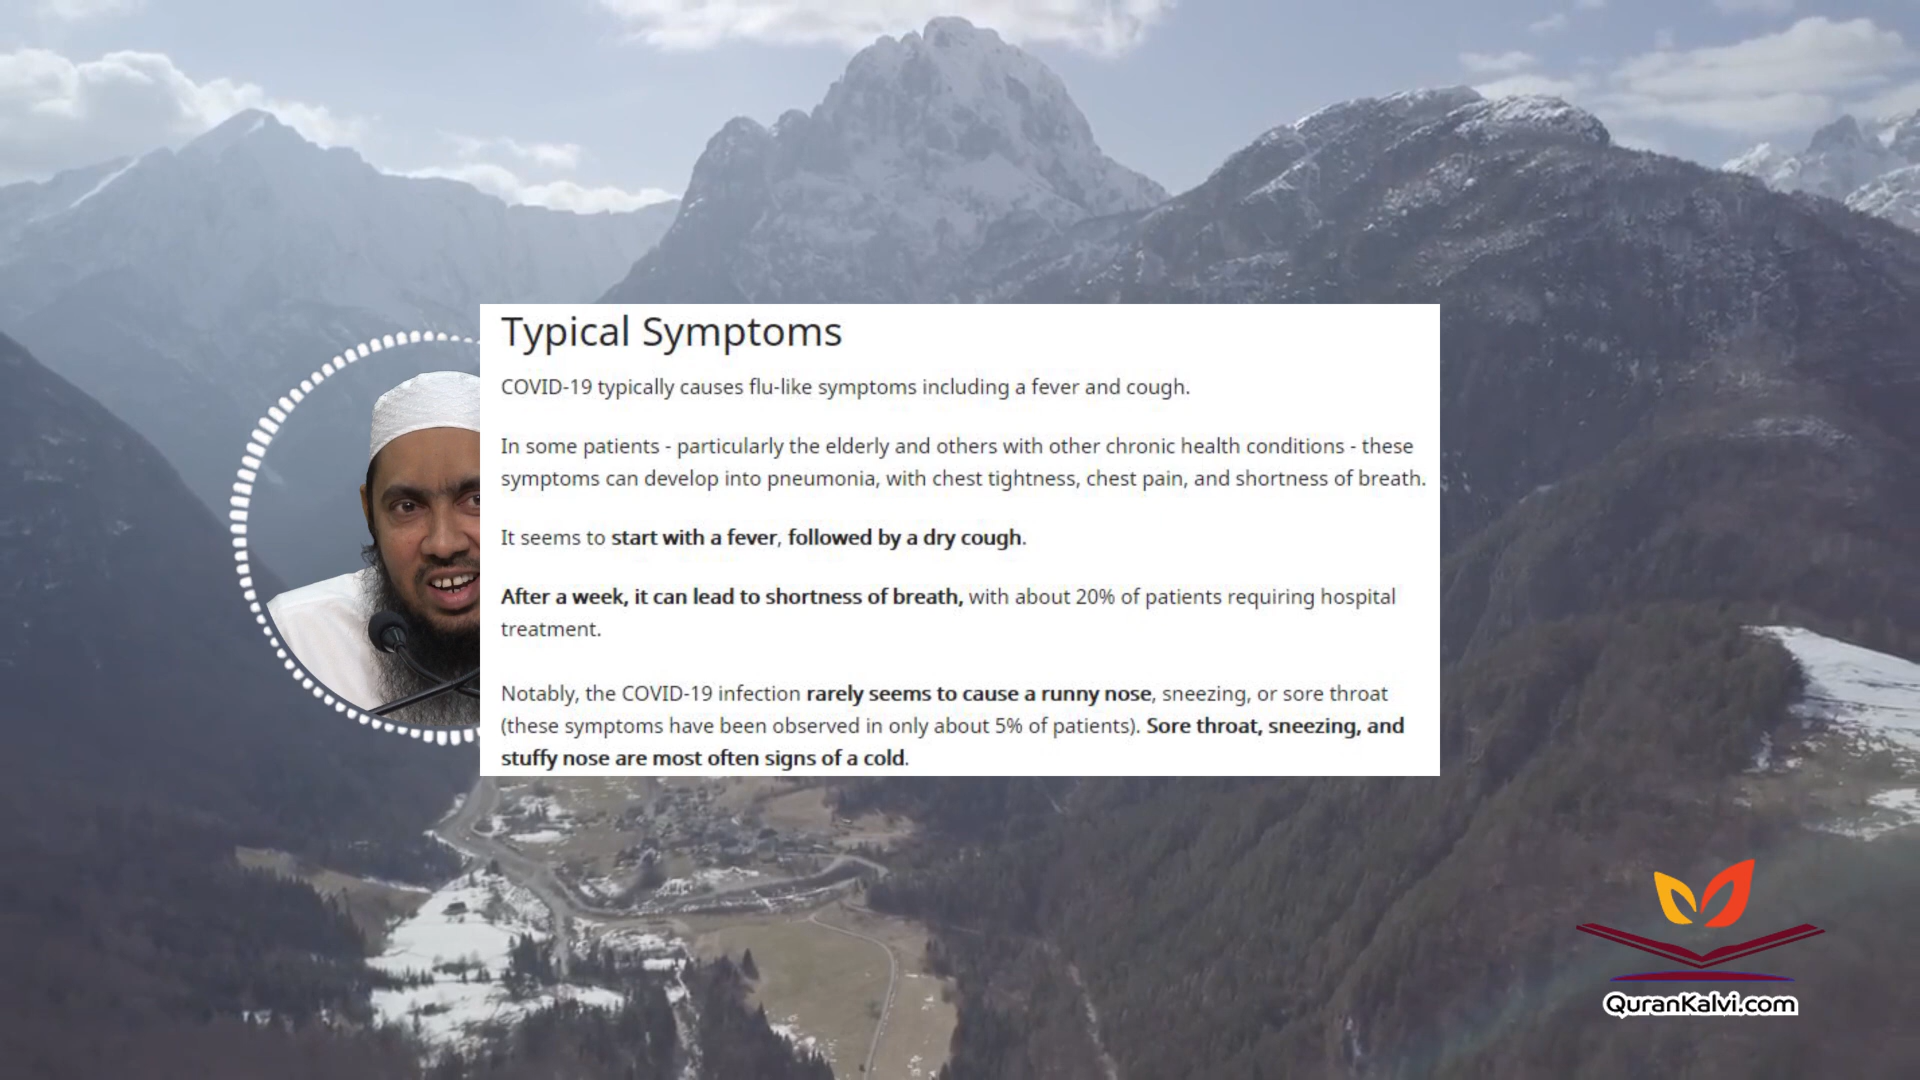 Typical Symptoms
COVID-19 typically causes flu-like symptoms including a fever and cough.
In some patients - particularly the elderly and others with other chronic health conditions - these
symptoms can develop into pneumonia, with chest tightness, chest pain, and shortness of breath.
It seems to start with a fever, followed by a dry cough.
After a week, it can lead to shortness of breath, with about 20% of patients requiring hospital
treatment.
Notably, the COVID-19 infection rarely seems to cause a runny nose, sneezing, or sore throat
(these symptoms have been observed in only about 5% of patients). Sore throat, sneezing, and
stuffy nose are most often signs of a cold.
QuranKalvi.com